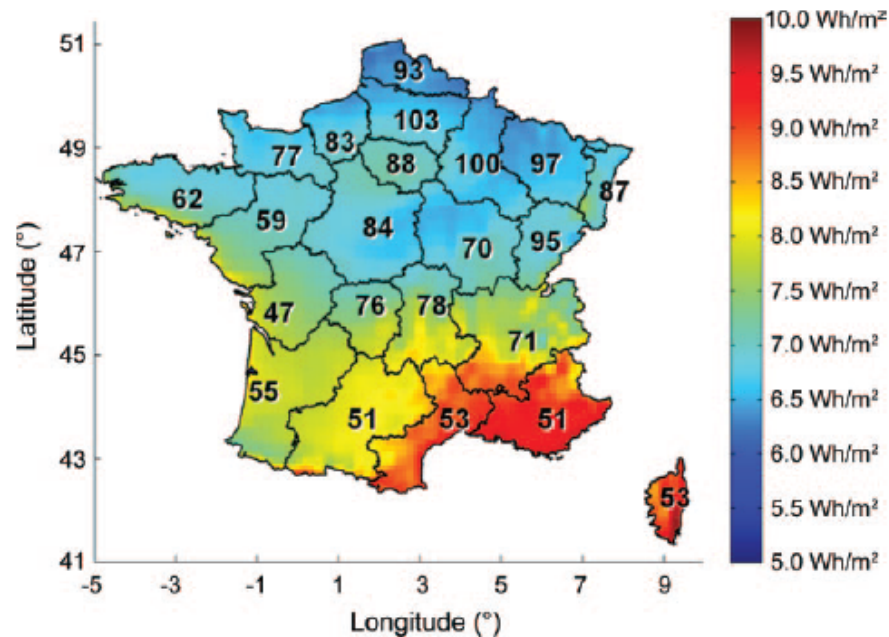 51
49
47
45
43
41
Latitude (°)
-5
-3
-1
1
3
5
7
9
Longitude (°)
93
103
83
77
88
100
97
87
62
59
84
70
95
47
76
78
71
55
51
53
51
53
10.0 Wh/m²
9.5 Wh/m²
9.0 Wh/m²
8.5 Wh/m²
8.0 Wh/m²
7.5 Wh/m²
7.0 Wh/m²
6.5 Wh/m²
6.0 Wh/m²
5.5 Wh/m²
5.0 Wh/m²